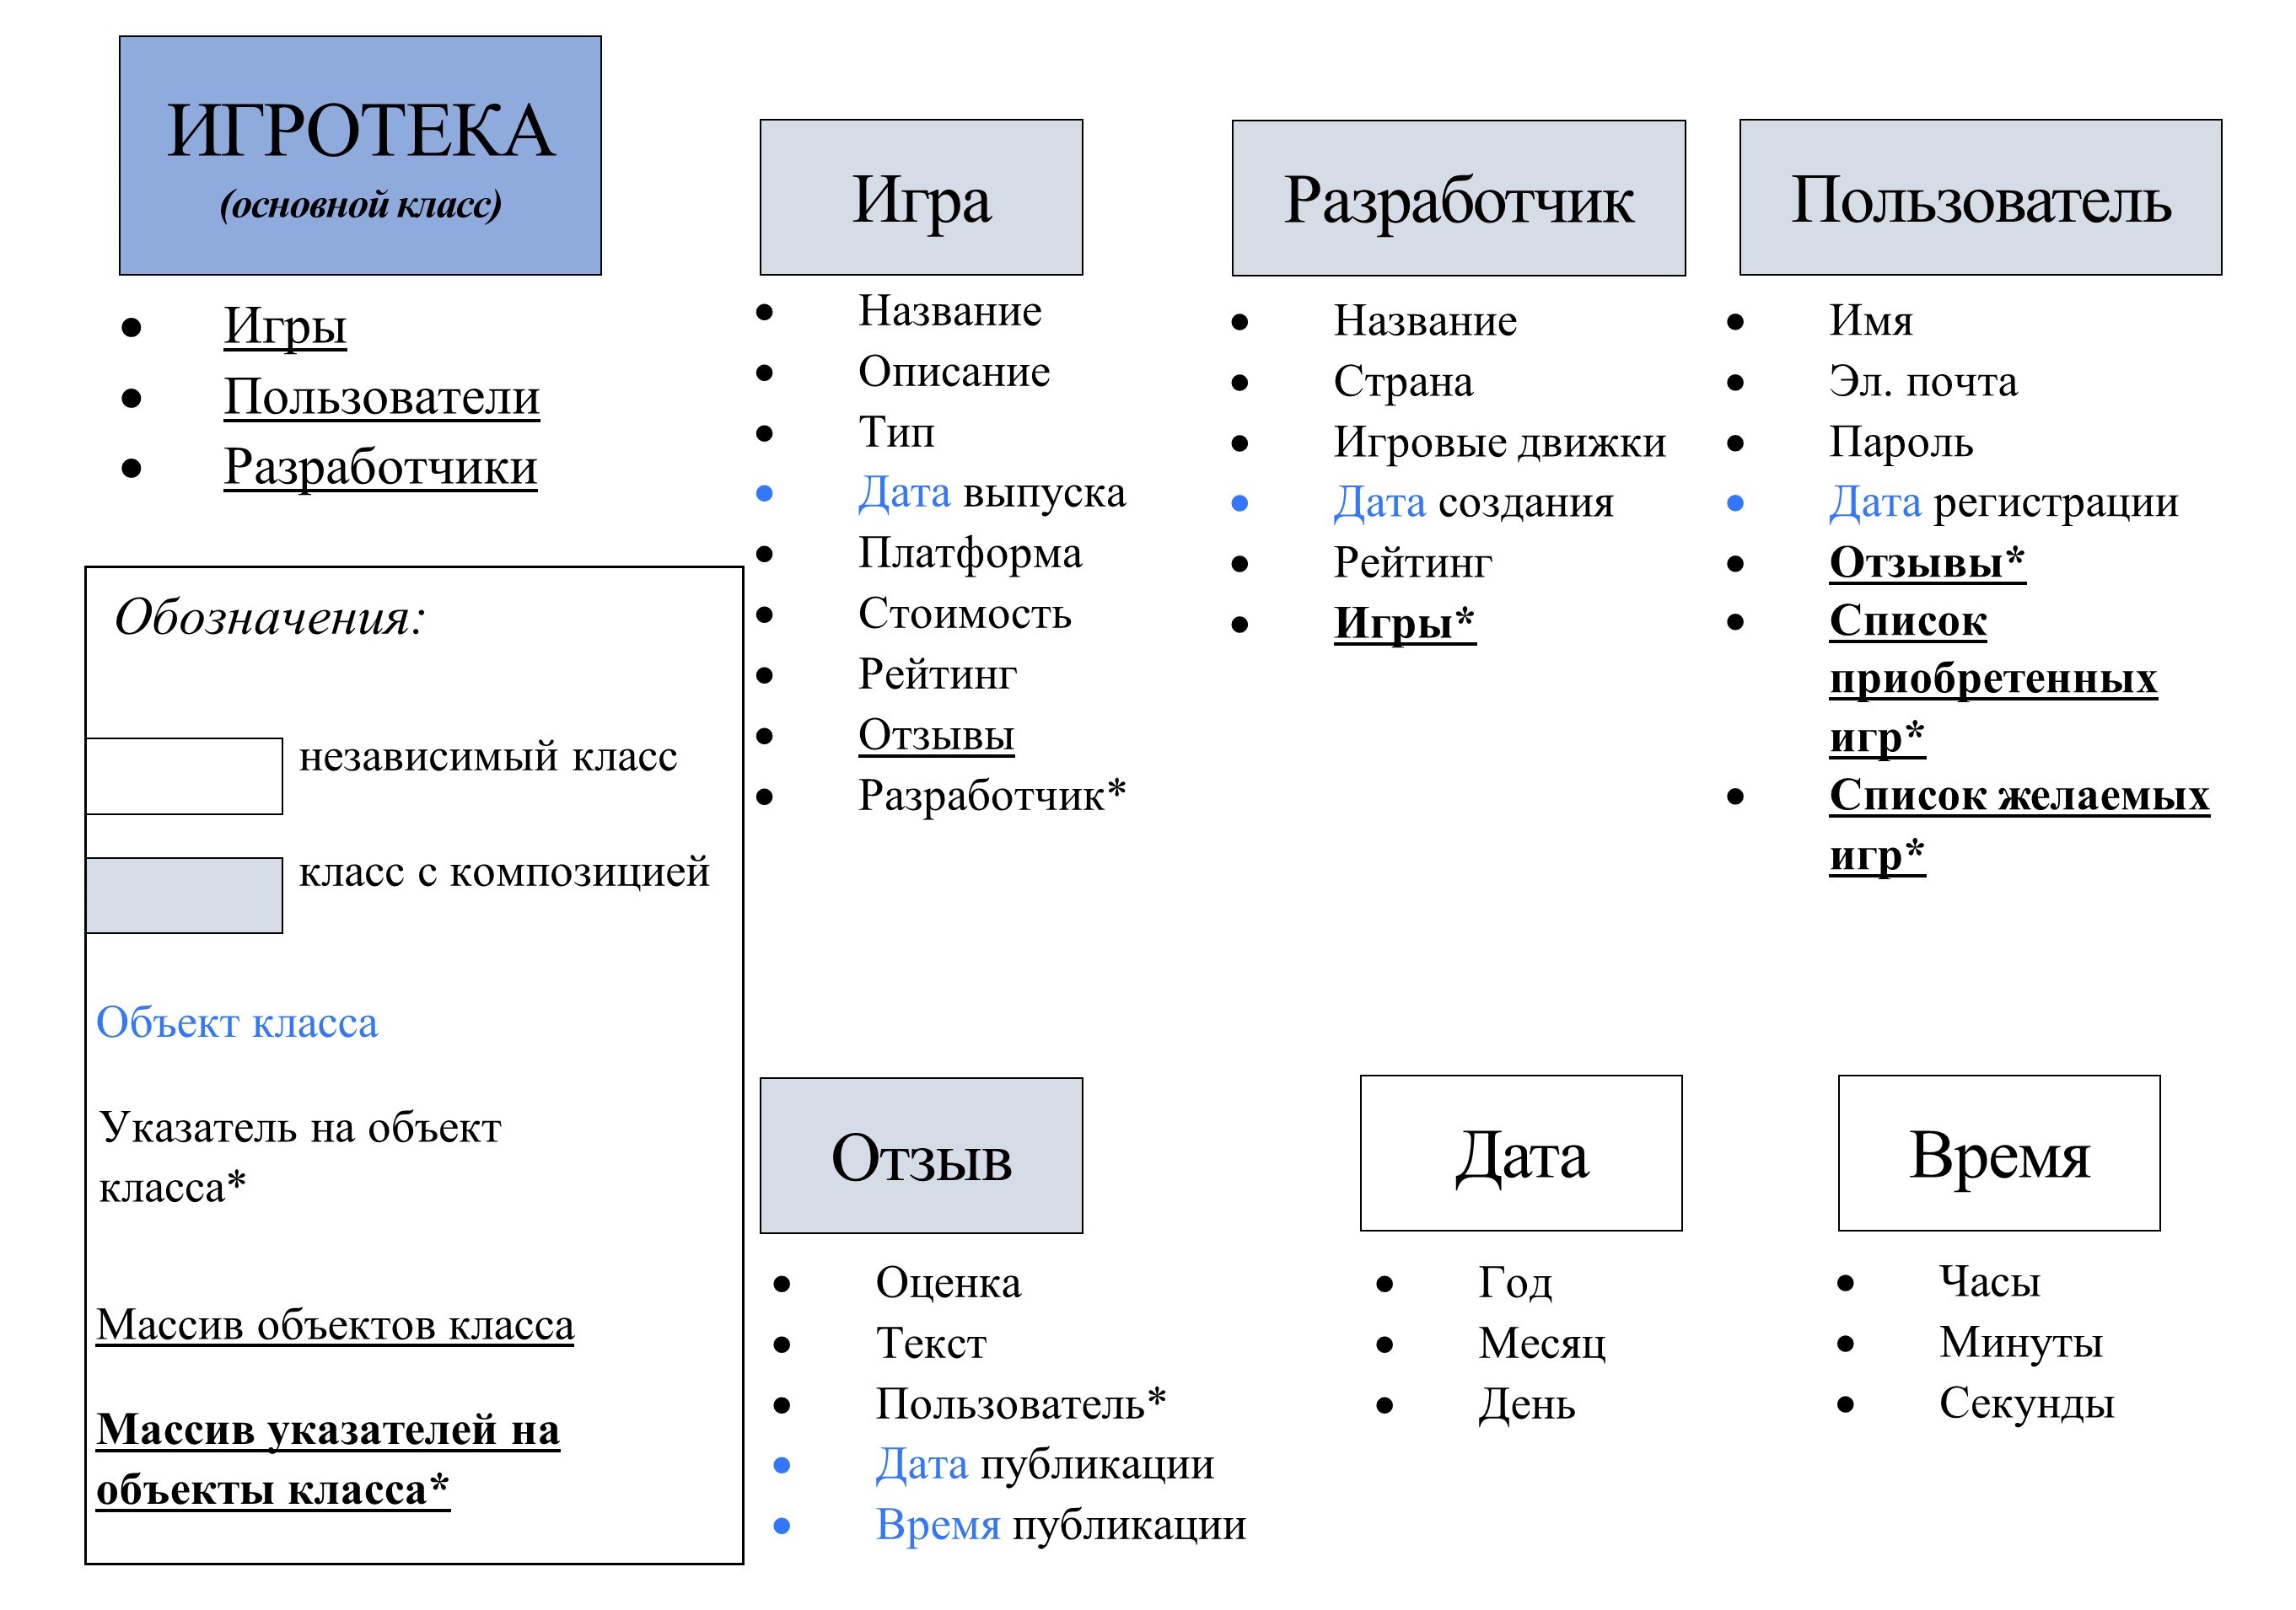 ИГРОТЕКА
(основной класс)
• Игры
• Пользователи
• Разработчики
Обозначения:
независимый класс
класс с композицией
Объект класса
Указатель на объект
класса*
Массив объектов класса
Массив указателей на
объекты класса*
Игра
• Название
• Описание
• Тип
• Дата выпуска
• Платформа
• Стоимость
• Рейтинг
• Отзывы
• Разработчик*
Разработчик
• Название
• Страна
• Игровые движки
• Дата создания
• Рейтинг
• Игры*
Пользователь
• Имя
• Эл. почта
• Пароль
• Дата регистрации
• Отзывы*
• Список
приобретенных
игр*
• Список желаемых
игр*
Отзыв
• Оценка
• Текст
• Пользователь*
• Дата публикации
• Время публикации
Дата
• Год
• Месяц
• День
Время
• Часы
• Минуты
• Секунды